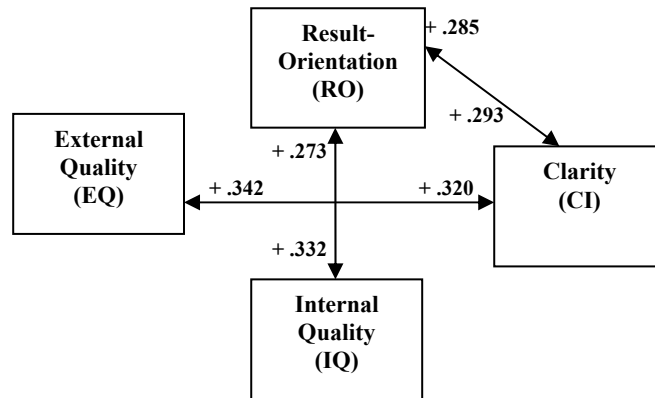 + .285
Result-
Orientation
(RO)
+ .293
External
Quality
(EQ)
+ .273
Clarity
(CI)
+ .342
+ .320
+ .332
Internal
Quality
(IQ)